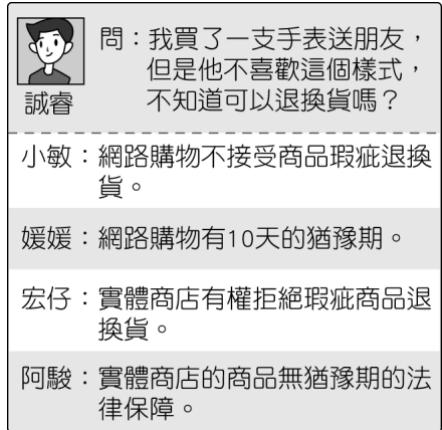 問：我買了一支手表送朋友，
但是他不喜歡這個樣式，
不知道可以退換貨嗎？
誠睿
小敏：網路購物不接受商品瑕疵退換
貨。
媛媛：網路購物有10天的猶豫期。
宏仔：實體商店有權拒絕瑕疵商品退
換貨。
阿駿：實體商店的商品無猶豫期的法
律保障。